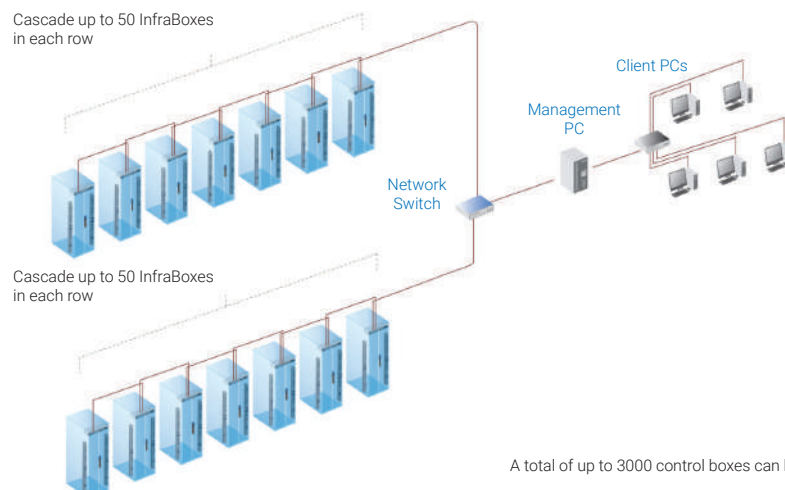 Cascade up to 50 InfraBoxes
in each row
Client PCs
Management
PC
Network
Switch
Cascade up to 50 InfraBoxes
in each row
A total of up to 3000 control boxes can